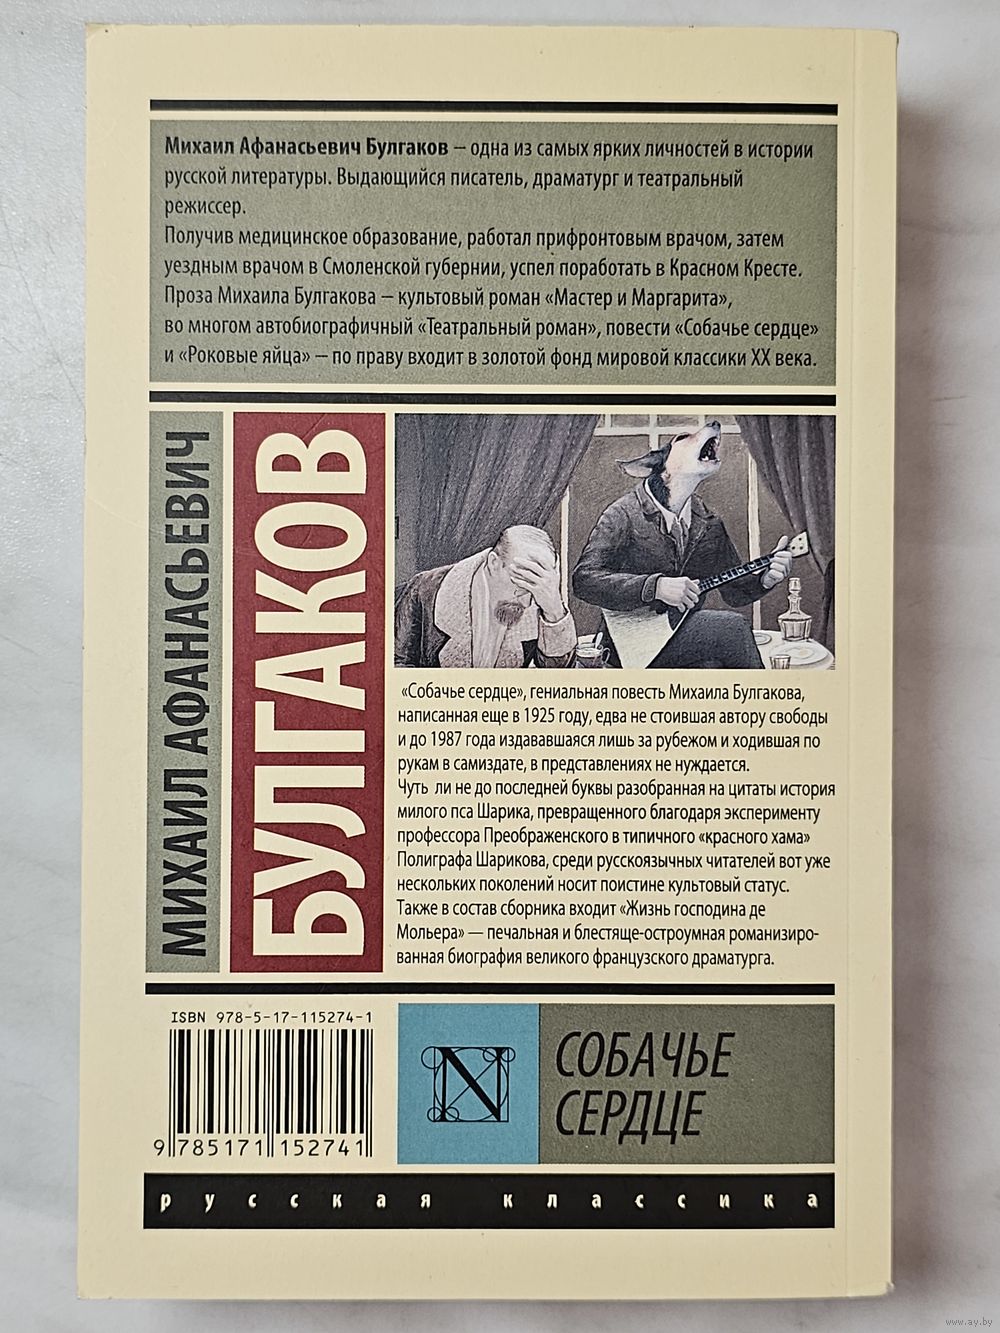 Михаил Афанасьевич Булгаков – одна из самых ярких личностей в истории
русской литературы. Выдающийся писатель, драматург и театральный
режиссер.
Получив медицинское образование, работал прифронтовым врачом, затем
уездным врачом в Смоленской губернии, успел поработать в Красном Кресте.
Проза Михаила Булгакова – культовый роман «Мастер и Маргарита»,
во многом автобиографичный «Театральный роман», повести «Собачье сердце»
и «Роковые яйца» – по праву входит в золотой фонд мировой классики XX века.
МИХАИЛ АФАНАСЬЕВИЧ
БУЛГАКОВ
«Собачье сердце», гениальная повесть Михаила Булгакова,
написанная еще в 1925 году, едва не стоившая автору свободы
и до 1987 года издававшаяся лишь за рубежом и ходившая по
рукам в самиздате, в представлениях не нуждается.
Чуть ли не до последней буквы разобранная на цитаты история
милого пса Шарика, превращенного благодаря эксперименту
профессора Преображенского в типичного «красного хама»
Полиграфа Шарикова, среди русскоязычных читателей вот уже
нескольких поколений носит поистине культовый статус.
Также в состав сборника входит «Жизнь господина де
Мольера» — печальная и блестяще-остроумная романизиро-
ванная биография великого французского драматурга.
ISBN 978-5-17-115274-1
9 785171 152741
N
СОБАЧЬЕ
СЕРДЦЕ
русская классика
www.ay.by